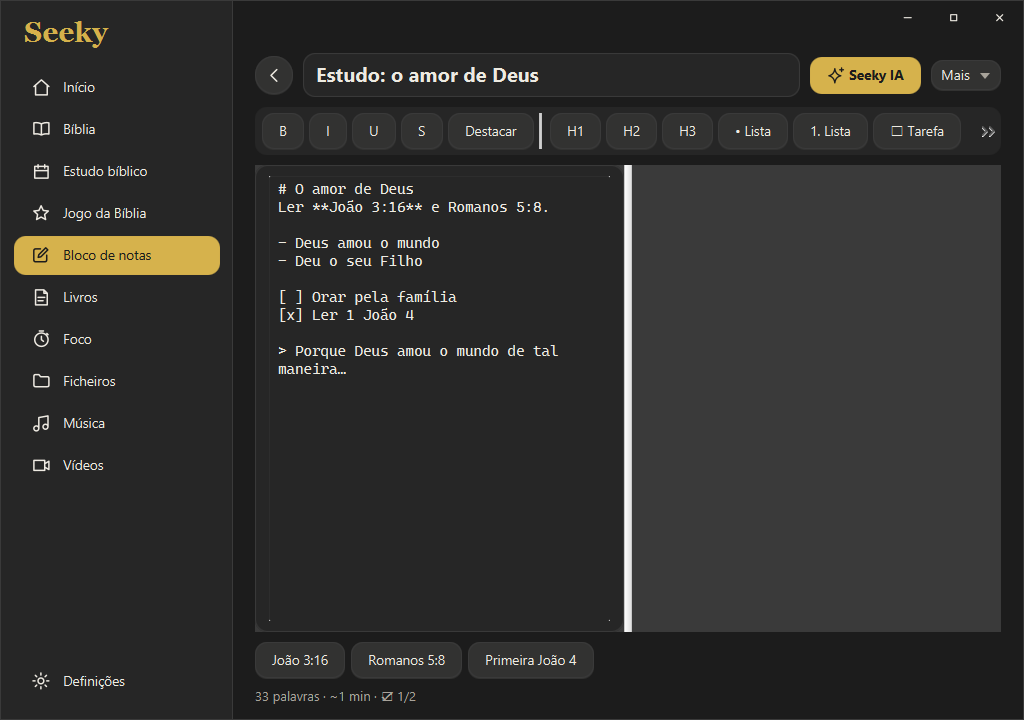 Seeky
Início
Bíblia
Estudo bíblico
Jogo da Bíblia
Bloco de notas
Livros
Foco
Ficheiros
Música
Vídeos
Definições
Estudo: o amor de Deus
Seeky IA
Mais
B I U S Destacar H1 H2 H3 • Lista 1. Lista ☐ Tarefa
# O amor de Deus
Ler **João 3:16** e Romanos 5:8.
- Deus amou o mundo
- Deu o seu Filho
[ ] Orar pela família
[x] Ler 1 João 4
> Porque Deus amou o mundo de tal
maneira…
João 3:16 Romanos 5:8 Primeira João 4
33 palavras · ~1 min · ☑ 1/2